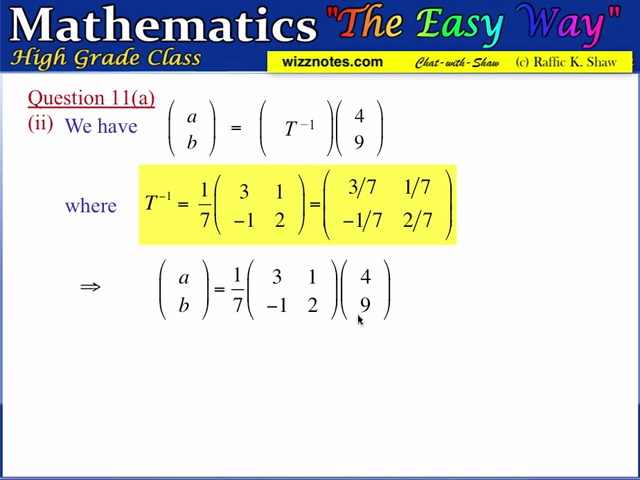 Mathematics "The Easy Way"
High Grade Class
wizznotes.com Chat-with-Shaw (c) Raffic K. Shaw
Question 11(a)
(ii) We have (a b) = (T⁻¹)(4 9)
where T⁻¹ = 1/7 (3 1 −1 2) = (3/7 1/7 −1/7 2/7)
⇒ (a b) = 1/7 (3 1 −1 2)(4 9)